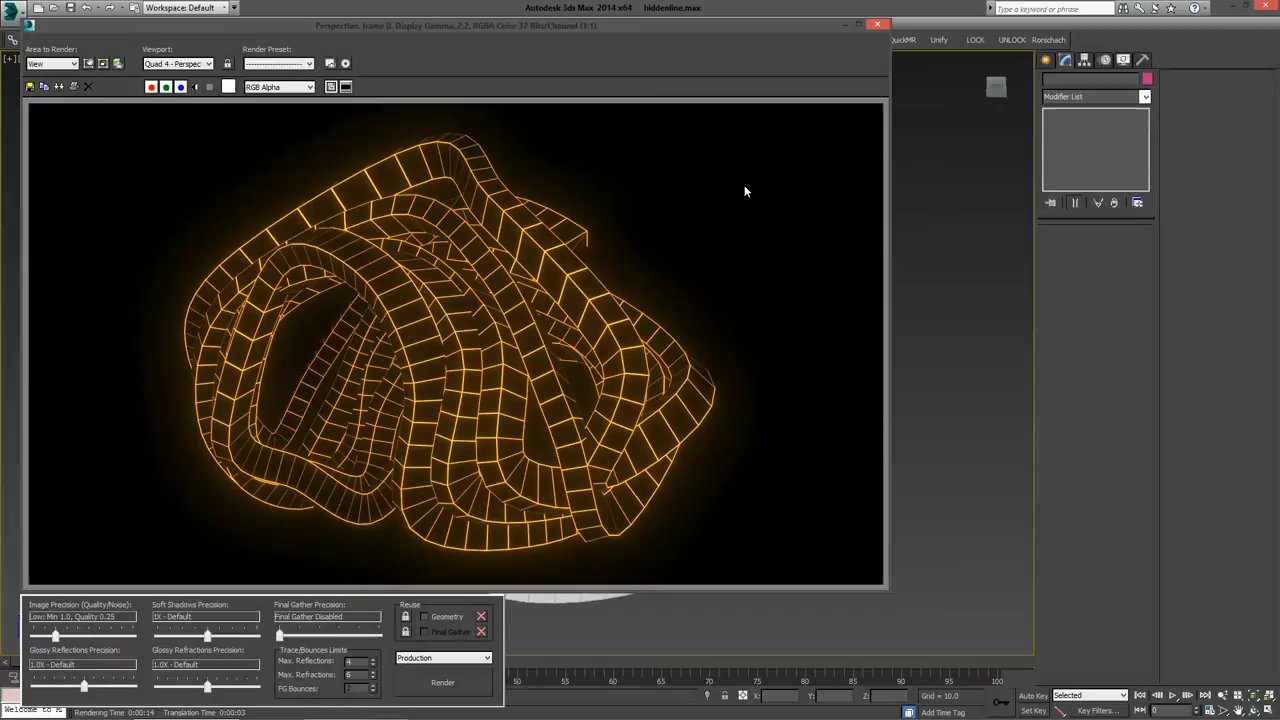 Workspace: Default
Autodesk 3ds Max 2014 x64 hiddenline.max
Type a keyword or phrase
Perspective, frame 0, Display Gamma: 2.2, RGBA Color 32 Bits/Channel (1:1)
QuickMR Unify LOCK UNLOCK Rorschach
Area to Render: Viewport: Render Preset:
View Quad 4 - Perspec
RGB Alpha
Modifier List
Image Precision (Quality/Noise): Soft Shadows Precision: Final Gather Precision: Reuse
Low: Min 1.0, Quality 0.25 1X - Default Final Gather Disabled Geometry
Final Gather
Glossy Reflections Precision: Glossy Refractions Precision: Trace/Bounces Limits
1.0X - Default 1.0X - Default Max. Reflections: 4 Production
Max. Refractions: 6
FG Bounces: Render
50 55 60 65 70 75 80 85 90 95 100
X: Y: Z: Grid = 10.0 Auto Key Selected
Welcome to Rendering Time 0:00:14 Translation Time 0:00:03 Add Time Tag Set Key Key Filters... 0